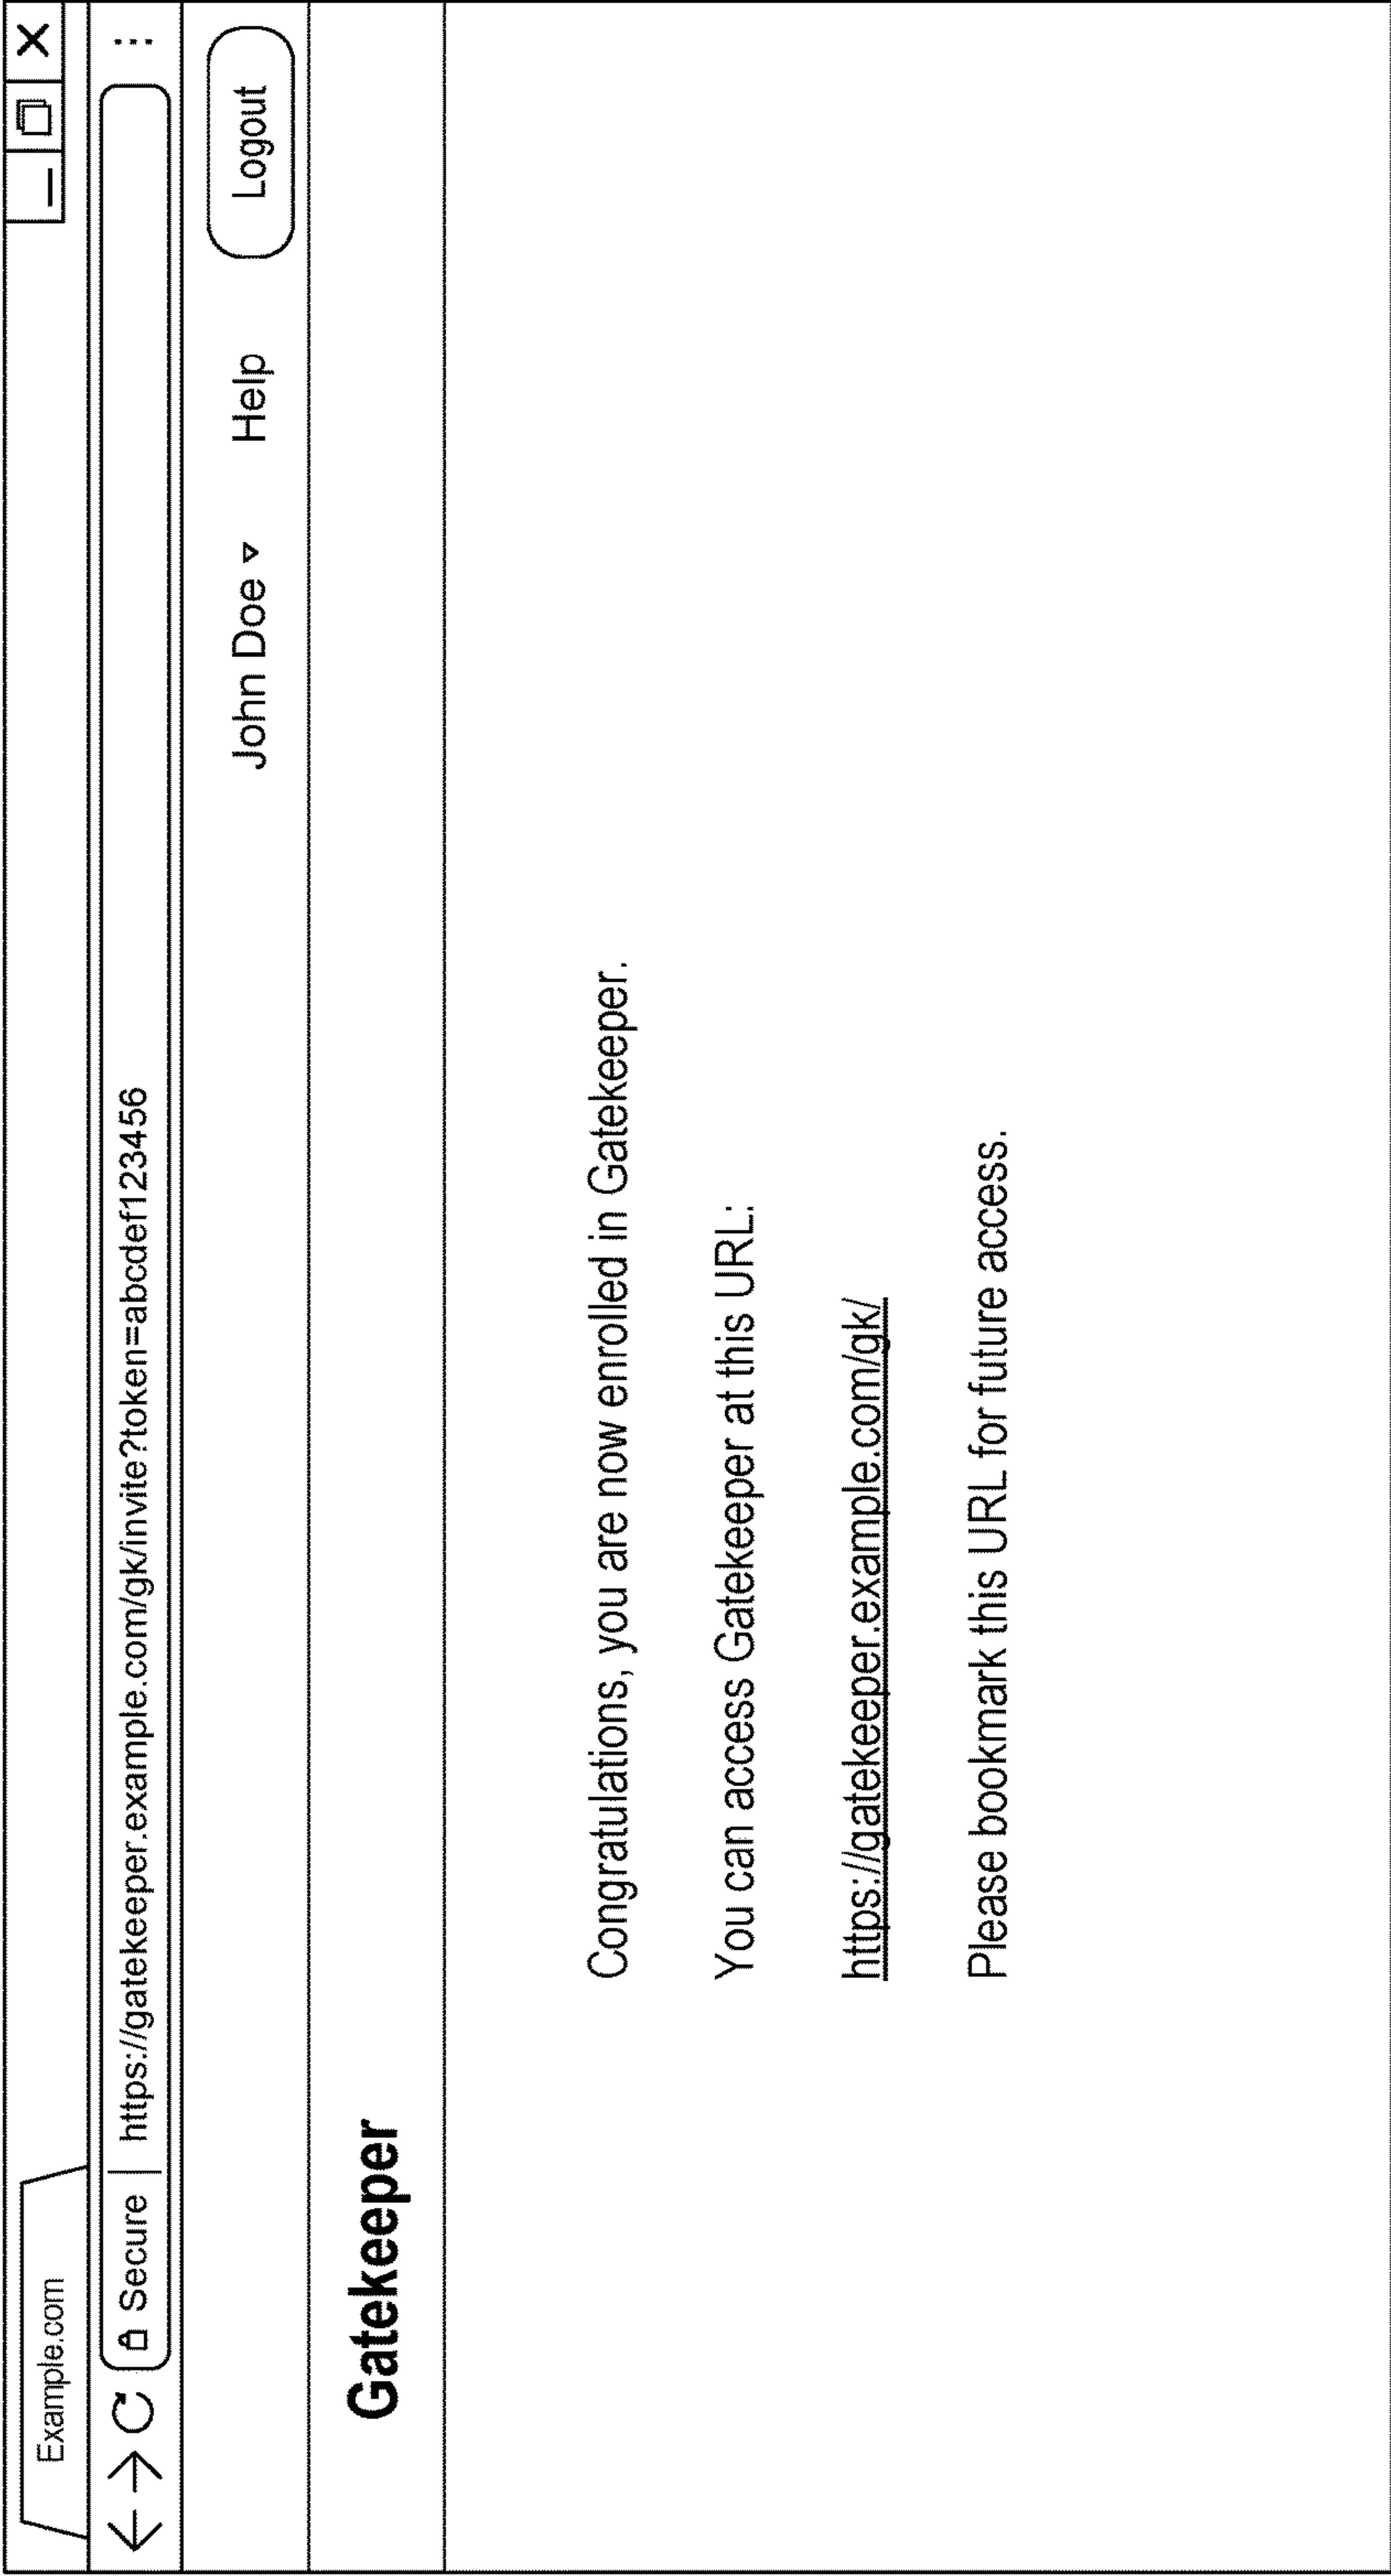 Example.com
Secure | https://gatekeeper.example.com/gk/invite?token=abcdef123456
John Doe Help Logout
Gatekeeper
Congratulations, you are now enrolled in Gatekeeper.
You can access Gatekeeper at this URL:
https://gatekeeper.example.com/gk/
Please bookmark this URL for future access.